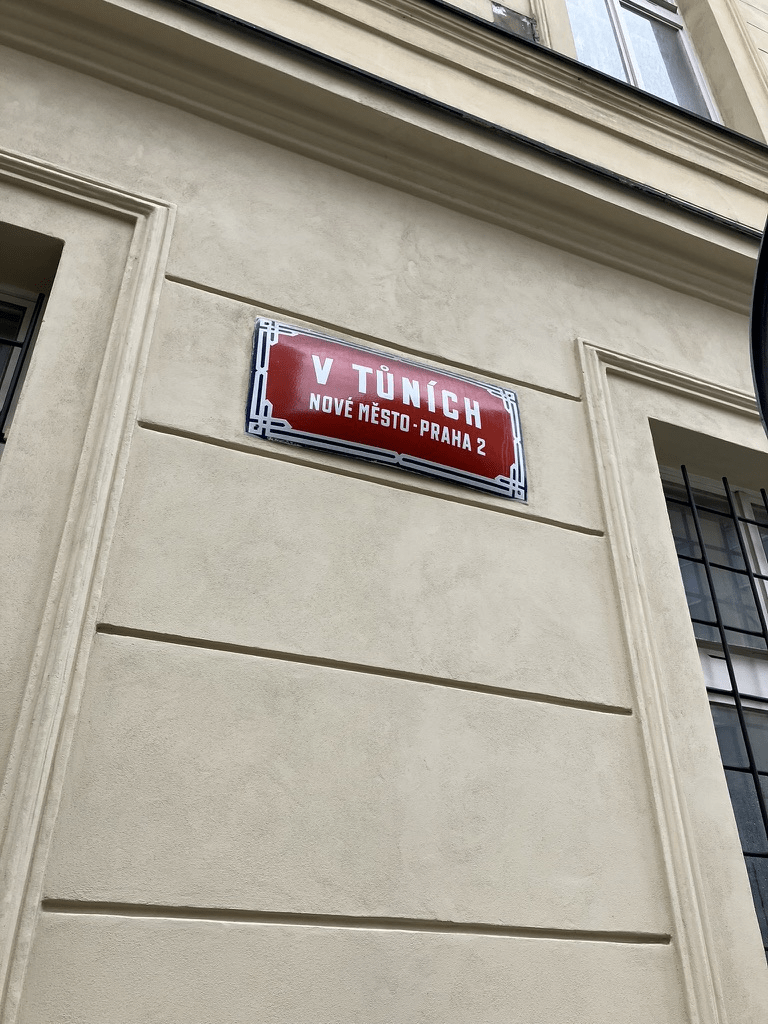 V TŮNÍCH
NOVÉ MĚSTO-PRAHA 2